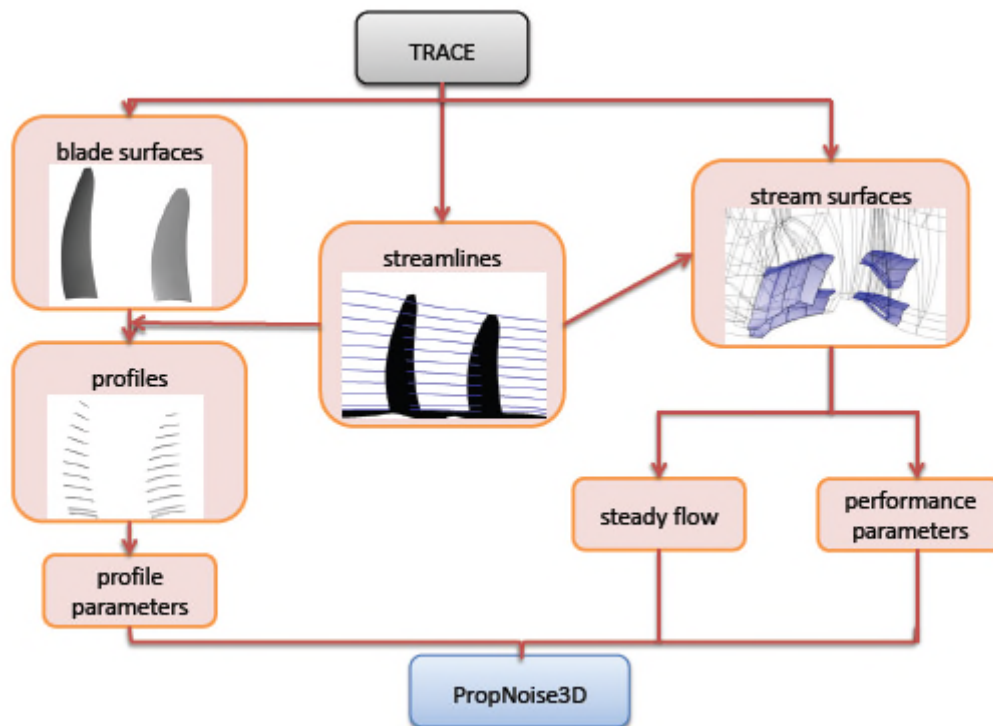 TRACE
blade surfaces
streamlines
stream surfaces
profiles
steady flow
performance
parameters
profile
parameters
PropNoise3D